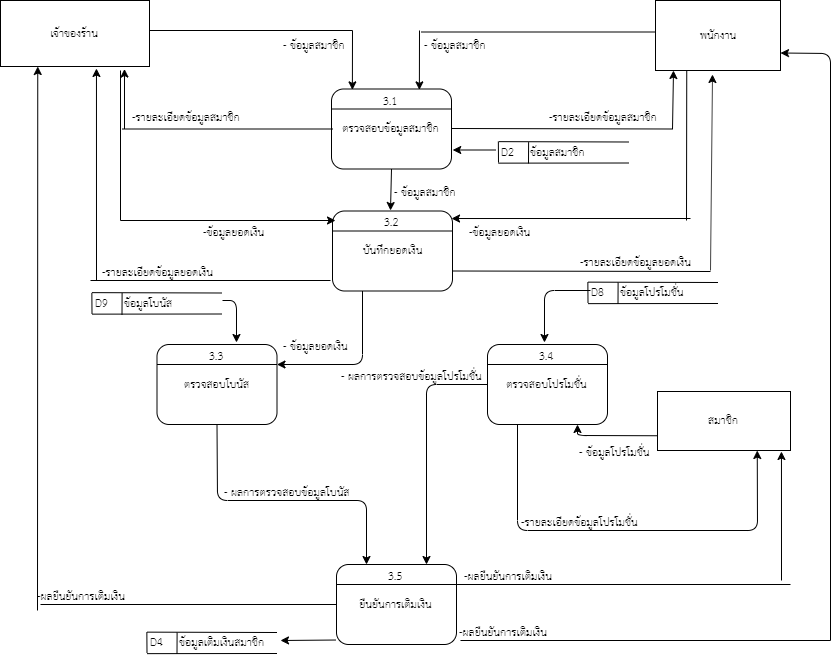 เจ้าของร้าน
พนักงาน
- ข้อมูลสมาชิก
- ข้อมูลสมาชิก
3.1
ตรวจสอบข้อมูลสมาชิก
-รายละเอียดข้อมูลสมาชิก
-รายละเอียดข้อมูลสมาชิก
D2 ข้อมูลสมาชิก
- ข้อมูลสมาชิก
3.2
บันทึกยอดเงิน
-ข้อมูลยอดเงิน
-ข้อมูลยอดเงิน
-รายละเอียดข้อมูลยอดเงิน
-รายละเอียดข้อมูลยอดเงิน
D9 ข้อมูลโบนัส
D8 ข้อมูลโปรโมชั่น
- ข้อมูลยอดเงิน
3.3
ตรวจสอบโบนัส
3.4
ตรวจสอบโปรโมชั่น
- ผลการตรวจสอบข้อมูลโปรโมชั่น
สมาชิก
- ข้อมูลโปรโมชั่น
- ผลการตรวจสอบข้อมูลโบนัส
-รายละเอียดข้อมูลโปรโมชั่น
3.5
ยืนยันการเติมเงิน
-ผลยืนยันการเติมเงิน
-ผลยืนยันการเติมเงิน
-ผลยืนยันการเติมเงิน
D4 ข้อมูลเติมเงินสมาชิก